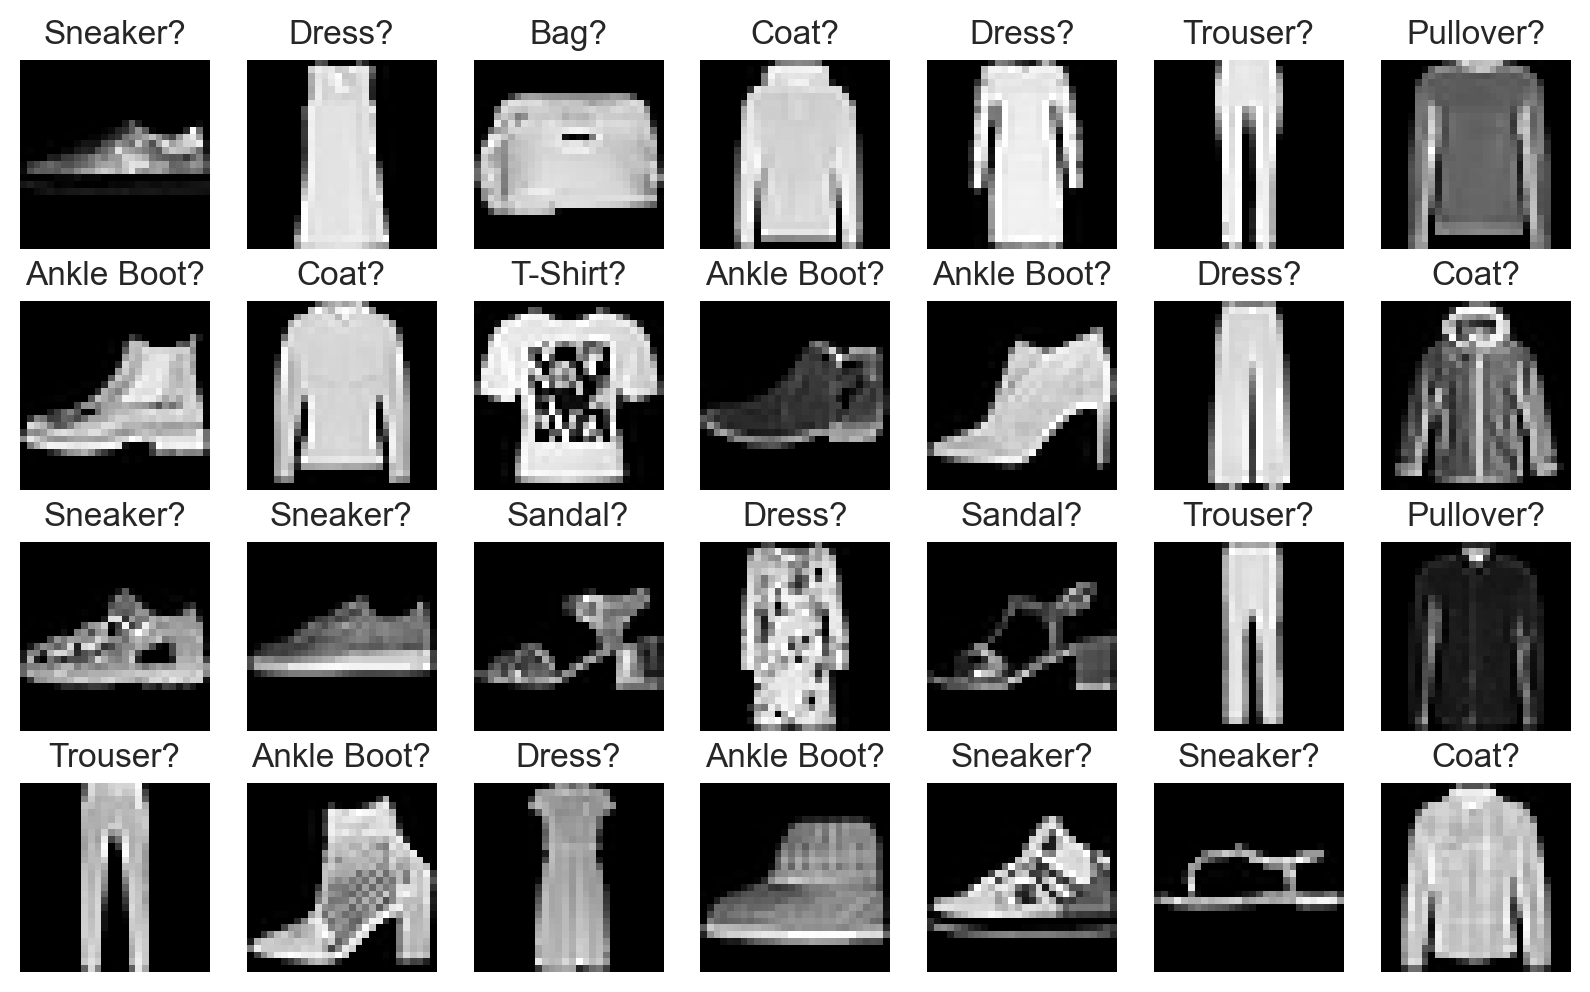 Sneaker? Dress? Bag? Coat? Dress? Trouser? Pullover?
Ankle Boot? Coat? T-Shirt? Ankle Boot? Ankle Boot? Dress? Coat?
Sneaker? Sneaker? Sandal? Dress? Sandal? Trouser? Pullover?
Trouser? Ankle Boot? Dress? Ankle Boot? Sneaker? Sneaker? Coat?